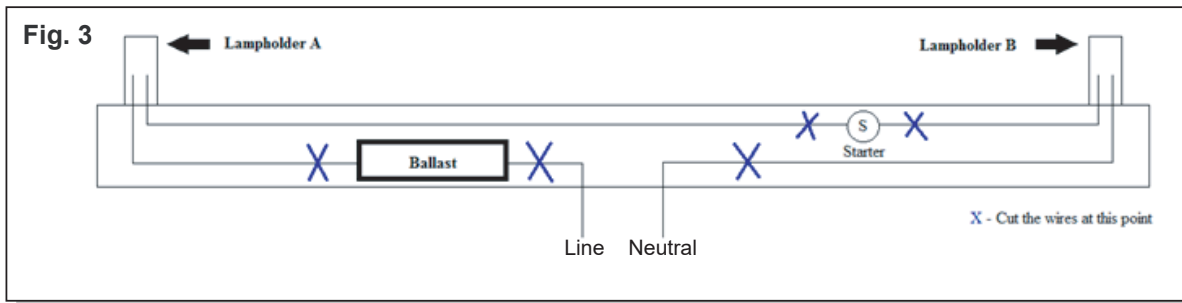 Fig. 3
Lampholder A
Lampholder B
S
Starter
Ballast
X - Cut the wires at this point
Line Neutral